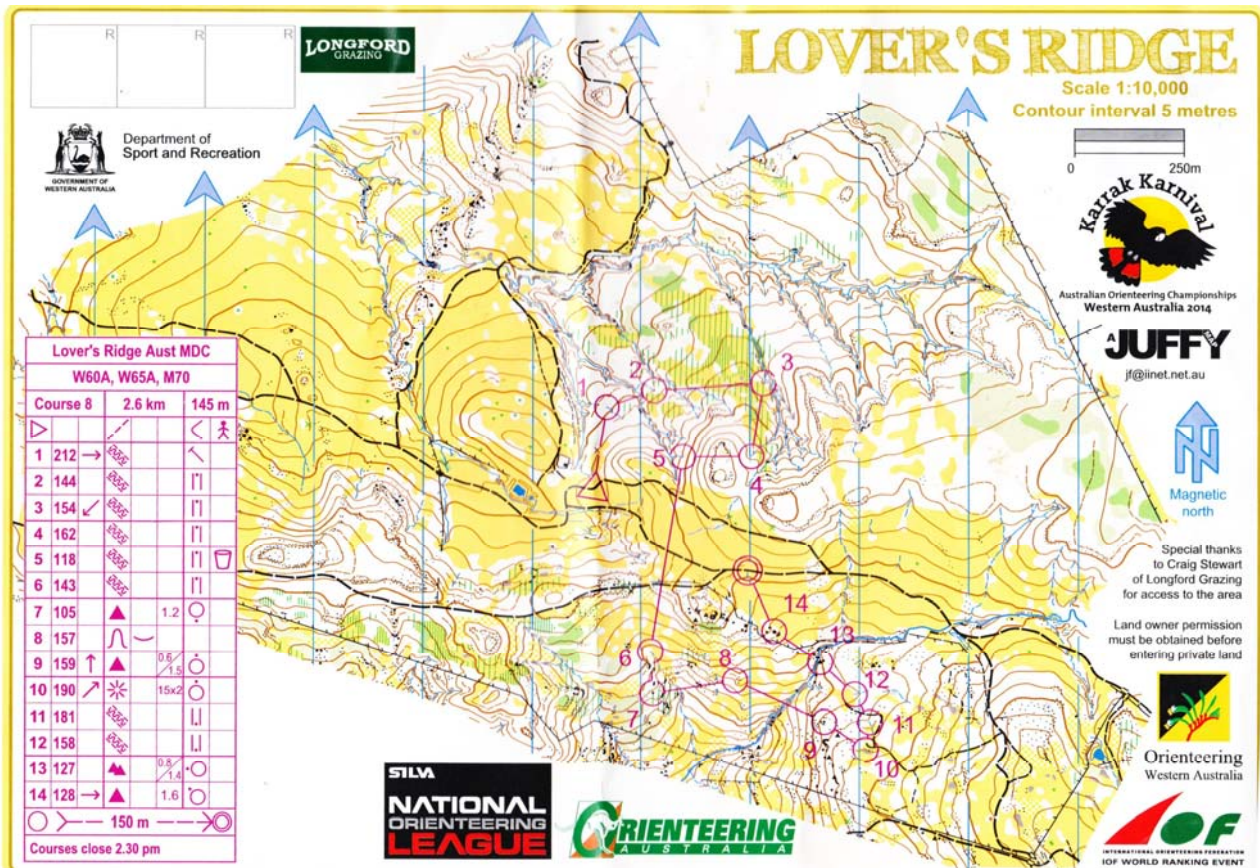 R R R
LONGFORD
GRAZING
LOVER'S RIDGE
Scale 1:10,000
Contour interval 5 metres
0 250m
GOVERNMENT OF
WESTERN AUSTRALIA
Department of
Sport and Recreation
Karrak Karnival
Australian Orienteering Championships
Western Australia 2014
A JUFFY MAP
jf@iinet.net.au
N
Magnetic
north
Special thanks
to Craig Stewart
of Longford Grazing
for access to the area
Land owner permission
must be obtained before
entering private land
Orienteering
Western Australia
IOF
INTERNATIONAL ORIENTEERING FEDERATION
IOF WORLD RANKING EVENT
Lover's Ridge Aust MDC
W60A, W65A, M70
Course 8 2.6 km 145 m
1 212 →
2 144
3 154 ↙
4 162
5 118
6 143
7 105 1.2
8 157
9 159 ↑ 0.6/1.5
10 190 ↗ 15x2
11 181
12 158
13 127 0.8/1.4
14 128 → 1.6
150 m
Courses close 2.30 pm
1
2
3
4
5
6
7
8
9
10
11
12
13
14
SILVA
NATIONAL
ORIENTEERING
LEAGUE
ORIENTEERING
AUSTRALIA